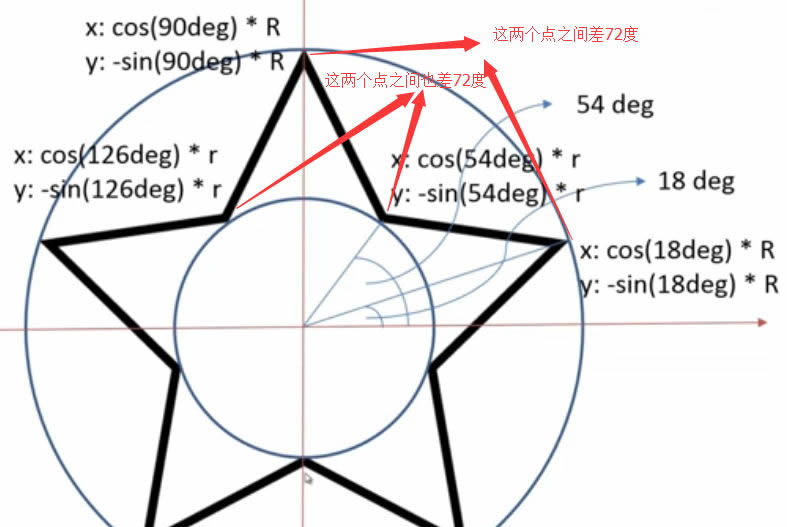 x: cos(90deg) * R
y: -sin(90deg) * R
这两个点之间差72度
这两个点之间也差72度
54 deg
x: cos(126deg) * r
y: -sin(126deg) * r
x: cos(54deg) * r
y: -sin(54deg) * r
18 deg
x: cos(18deg) * R
y: -sin(18deg) * R